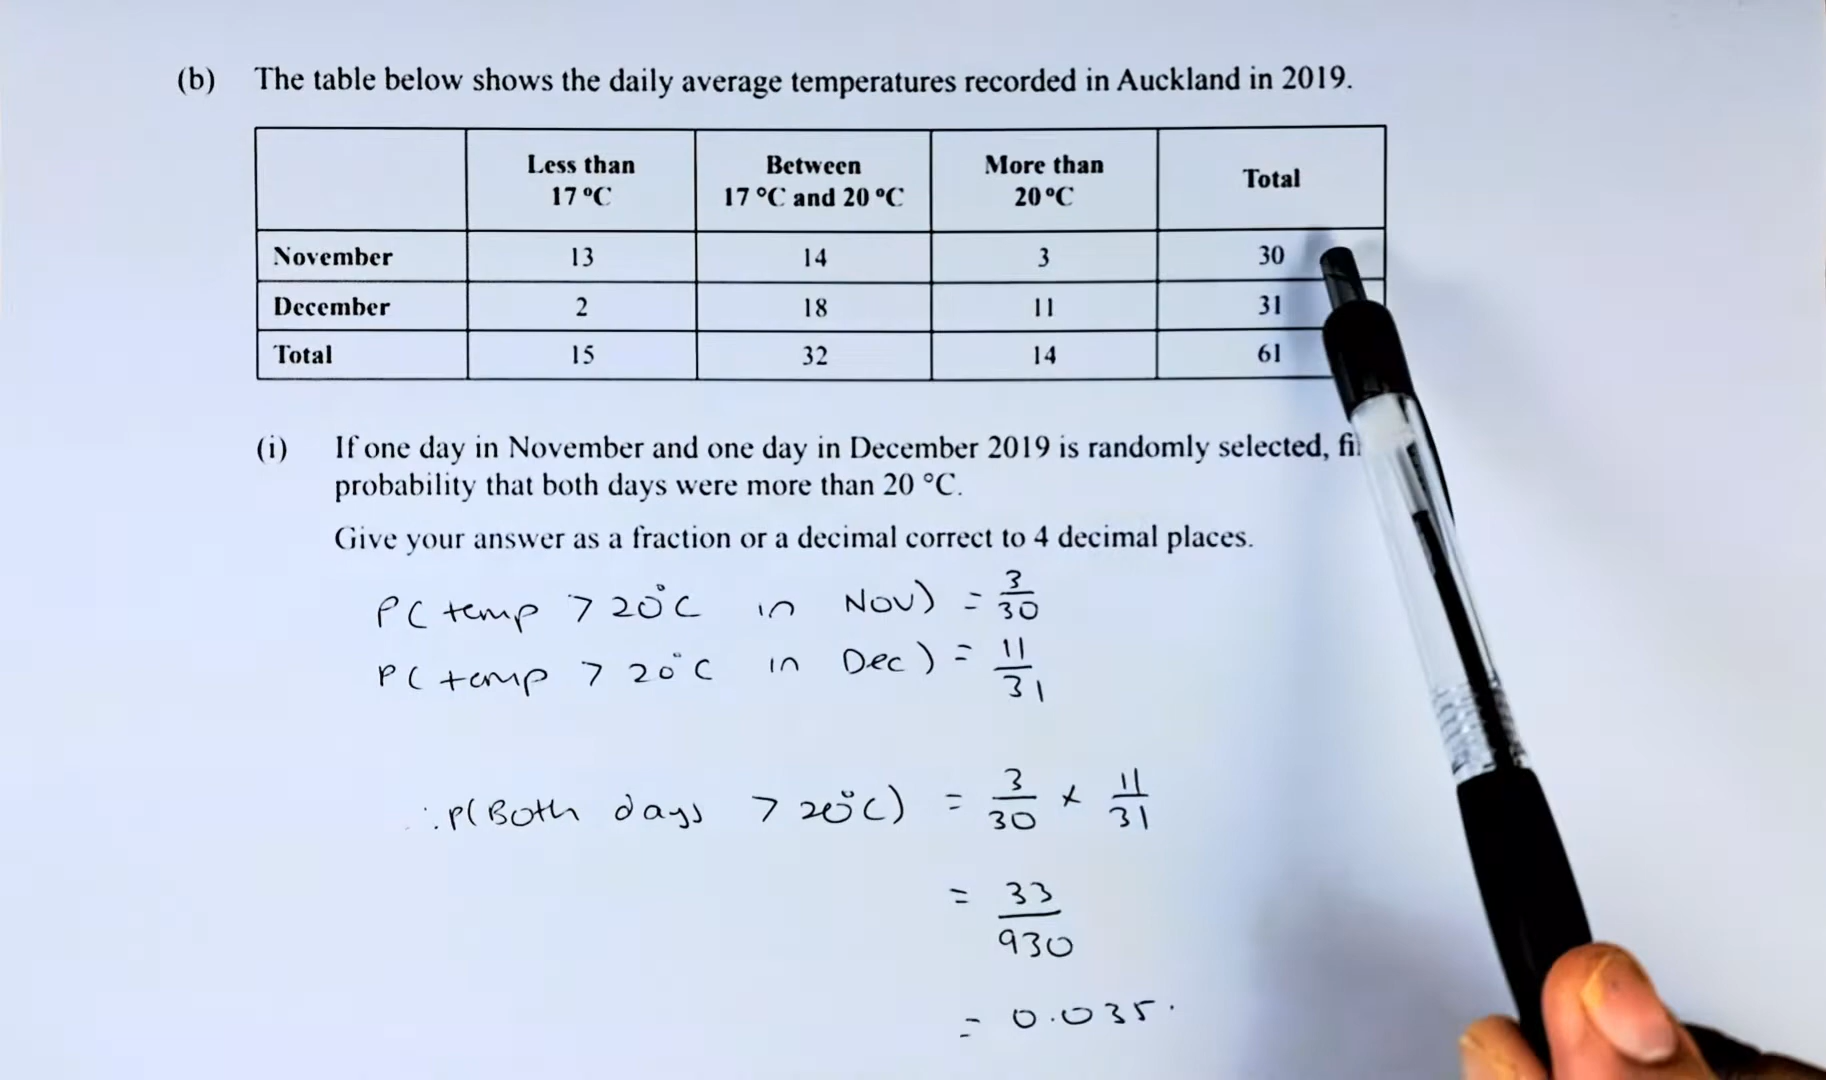 (b) The table below shows the daily average temperatures recorded in Auckland in 2019.
Less than 17 °C Between 17 °C and 20 °C More than 20 °C Total
November 13 14 3 30
December 2 18 11 31
Total 15 32 14 61
(i) If one day in November and one day in December 2019 is randomly selected,
probability that both days were more than 20 °C.
Give your answer as a fraction or a decimal correct to 4 decimal places.
P( temp > 20°C in Nov) = 3/30
P( temp > 20°C in Dec) = 11/31
∴ P( Both days > 20°C) = 3/30 × 11/31
= 33/930
= 0.035.